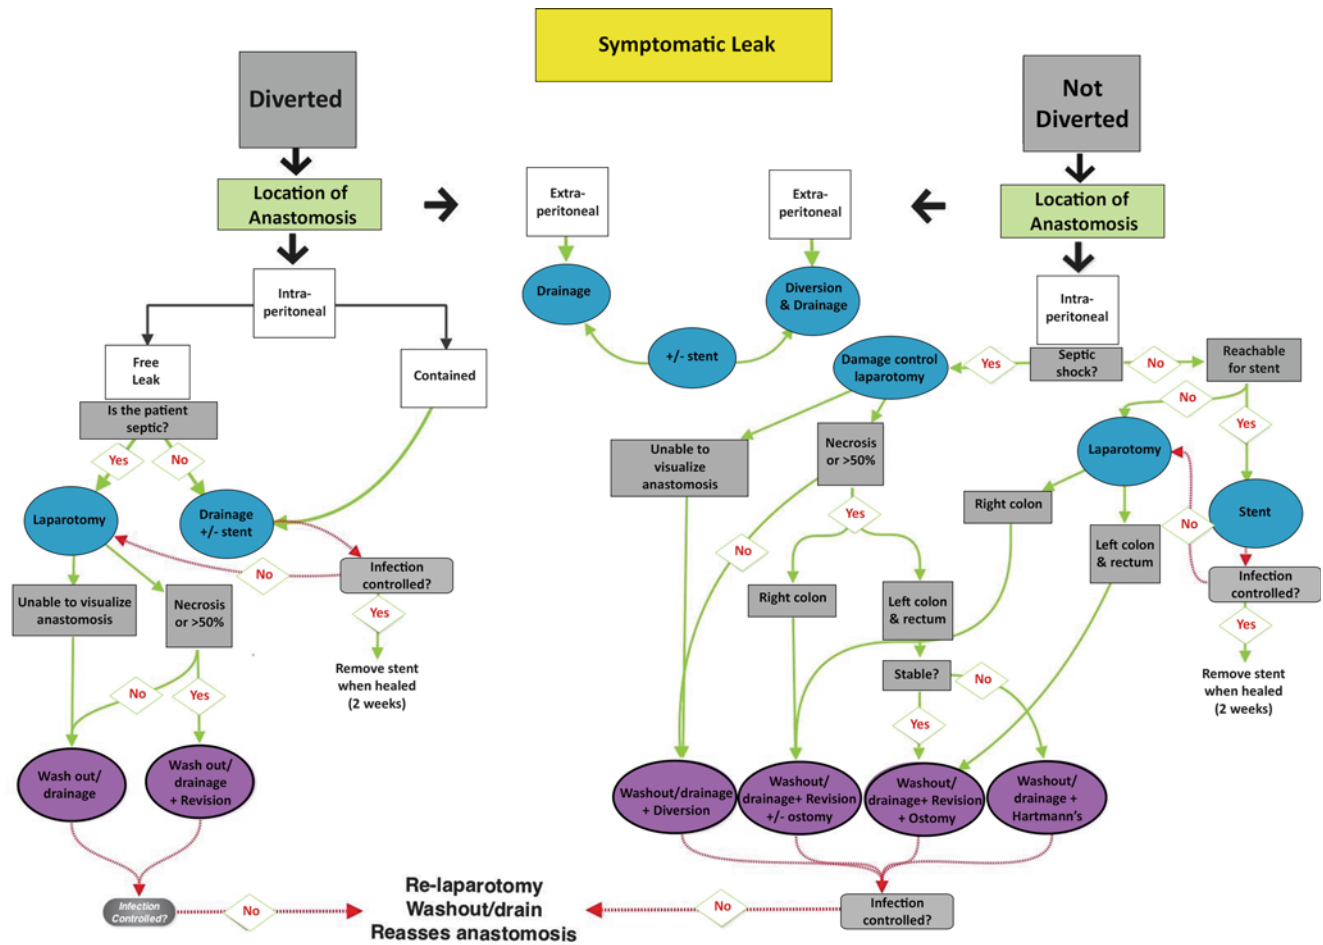 Symptomatic Leak
Diverted
Not
Diverted
Location of
Anastomosis
Extra-
peritoneal
Extra-
peritoneal
Location of
Anastomosis
Intra-
peritoneal
Drainage
Diversion
& Drainage
Intra-
peritoneal
+/- stent
Free
Leak
Contained
Damage control
laparotomy
Yes
Septic
shock?
No
Reachable
for stent
Is the patient
septic?
No
Yes
Yes
No
Unable to
visualize
anastomosis
Necrosis
or >50%
Laparotomy
Laparotomy
Drainage
+/- stent
Right colon
Yes
Stent
No
No
No
Infection
controlled?
Left colon
& rectum
Infection
controlled?
Unable to visualize
anastomosis
Necrosis
or >50%
Yes
Right colon
Left colon
& rectum
Yes
Remove stent
when healed
(2 weeks)
Stable?
No
Remove stent
when healed
(2 weeks)
No
Yes
Yes
Wash out/
drainage
Wash out/
drainage
+ Revision
Washout/drainage
+ Diversion
Washout/
drainage+ Revision
+/- ostomy
Washout/
drainage+ Revision
+ Ostomy
Washout/
drainage +
Hartmann's
Infection
Controlled?
No
Re-laparotomy
Washout/drain
Reasses anastomosis
No
Infection
controlled?